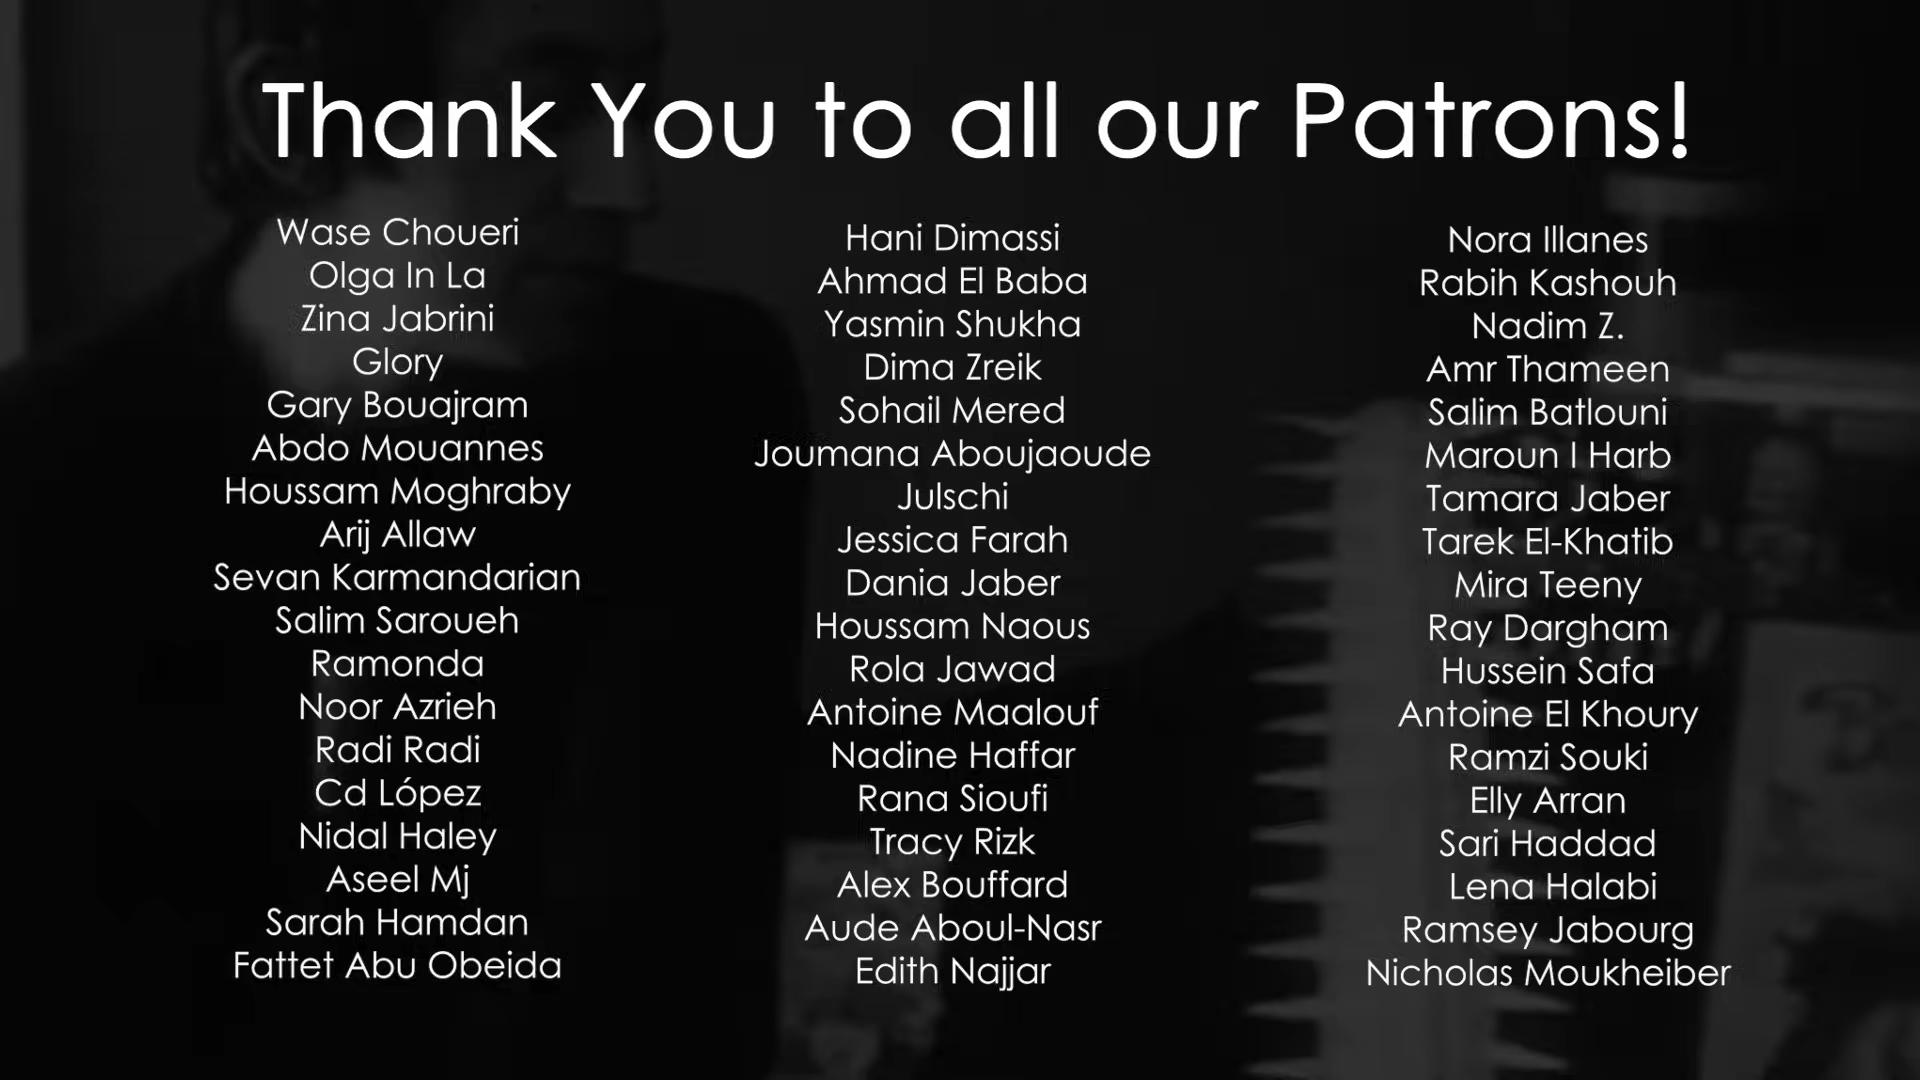 Thank You to all our Patrons!
Wase Choueri
Olga In La
Zina Jabrini
Glory
Gary Bouajram
Abdo Mouannes
Houssam Moghraby
Arij Allaw
Sevan Karmandarian
Salim Saroueh
Ramonda
Noor Azrieh
Radi Radi
Cd López
Nidal Haley
Aseel Mj
Sarah Hamdan
Fattet Abu Obeida
Hani Dimassi
Ahmad El Baba
Yasmin Shukha
Dima Zreik
Sohail Mered
Joumana Aboujaoude
Julschi
Jessica Farah
Dania Jaber
Houssam Naous
Rola Jawad
Antoine Maalouf
Nadine Haffar
Rana Sioufi
Tracy Rizk
Alex Bouffard
Aude Aboul-Nasr
Edith Najjar
Nora Illanes
Rabih Kashouh
Nadim Z.
Amr Thameen
Salim Batlouni
Maroun I Harb
Tamara Jaber
Tarek El-Khatib
Mira Teeny
Ray Dargham
Hussein Safa
Antoine El Khoury
Ramzi Souki
Elly Arran
Sari Haddad
Lena Halabi
Ramsey Jabourg
Nicholas Moukheiber